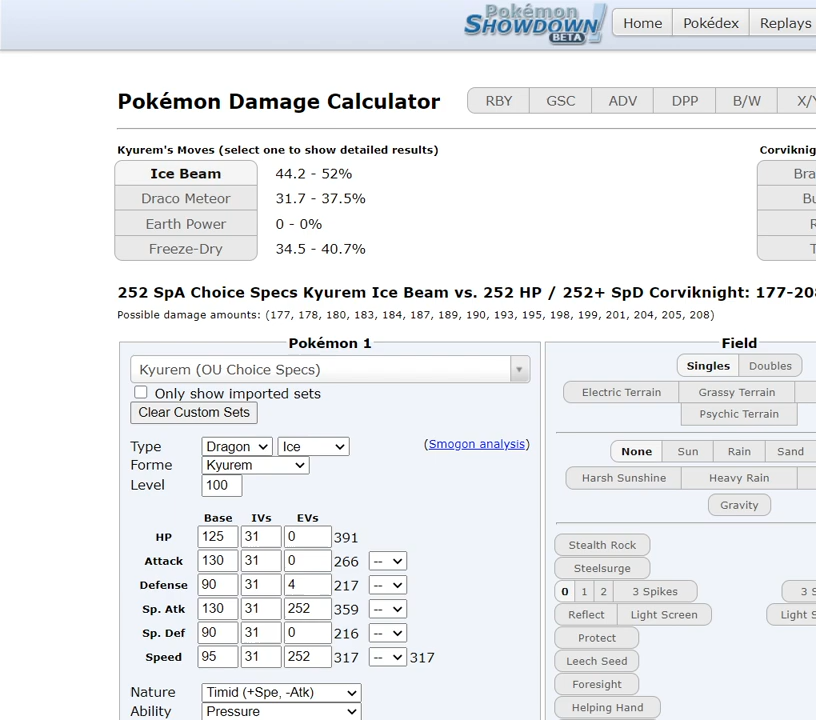 Pokémon
SHOWDOWN!
BETA
Home Pokédex Replays
Pokémon Damage Calculator RBY GSC ADV DPP B/W X/Y
Kyurem's Moves (select one to show detailed results) Corviknig
Ice Beam 44.2 - 52% Bra
Draco Meteor 31.7 - 37.5% Bu
Earth Power 0 - 0% R
Freeze-Dry 34.5 - 40.7% T
252 SpA Choice Specs Kyurem Ice Beam vs. 252 HP / 252+ SpD Corviknight: 177-208
Possible damage amounts: (177, 178, 180, 183, 184, 187, 189, 190, 193, 195, 198, 199, 201, 204, 205, 208)
Pokémon 1 Field
Kyurem (OU Choice Specs) Singles Doubles
Only show imported sets Electric Terrain Grassy Terrain
Clear Custom Sets Psychic Terrain
Type Dragon Ice (Smogon analysis) None Sun Rain Sand
Forme Kyurem
Level 100 Harsh Sunshine Heavy Rain
Gravity
Base IVs EVs
HP 125 31 0 391 Stealth Rock
Attack 130 31 0 266 -- Steelsurge
Defense 90 31 4 217 -- 0 1 2 3 Spikes 3 S
Sp. Atk 130 31 252 359 -- Reflect Light Screen Light S
Sp. Def 90 31 0 216 -- Protect
Speed 95 31 252 317 -- 317 Leech Seed
Nature Timid (+Spe, -Atk) Foresight
Ability Pressure Helping Hand